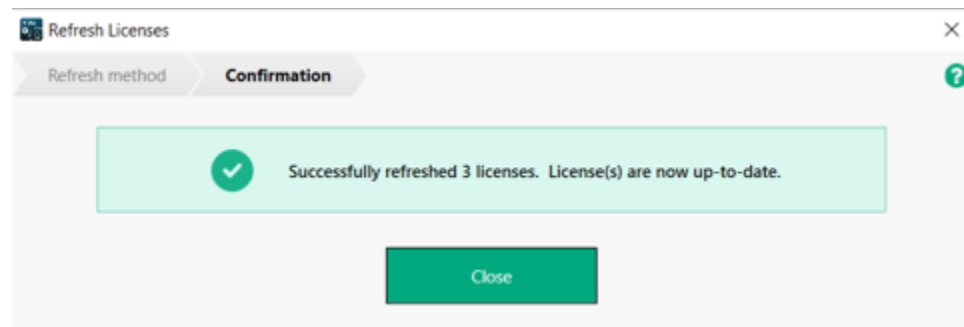 Refresh Licenses
Refresh method Confirmation
Successfully refreshed 3 licenses. License(s) are now up-to-date.
Close